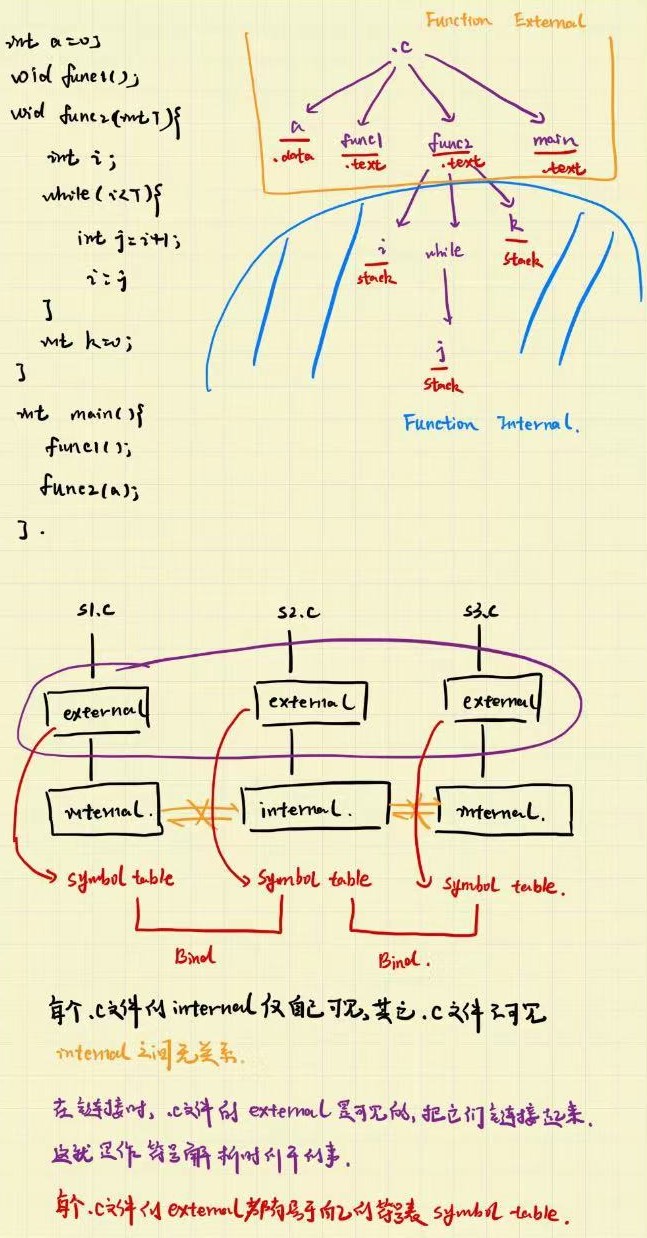 int a=0;
void func1();
void func2(int T){
int i;
while(i<T){
int j=i+1;
i=j
}
int k=0;
}
int main(){
func1();
func2(a);
}.
Function External
.c
a func1 func2 main
.data .text .text .text
i while k
stack stack
j
stack
Function Internal.
s1.c s2.c s3.c
external external external
internal. internal. internal.
symbol table symbol table symbol table.
Bind Bind.
每个.c文件的internal仅自己可见,其它.c文件不可见
internal之间无关系.
在链接时, .c文件的external是可见的,把它们链接起来.
这就是作符号解析时候干的事.
每个.c文件的external都有属于自己的符号表 symbol table.